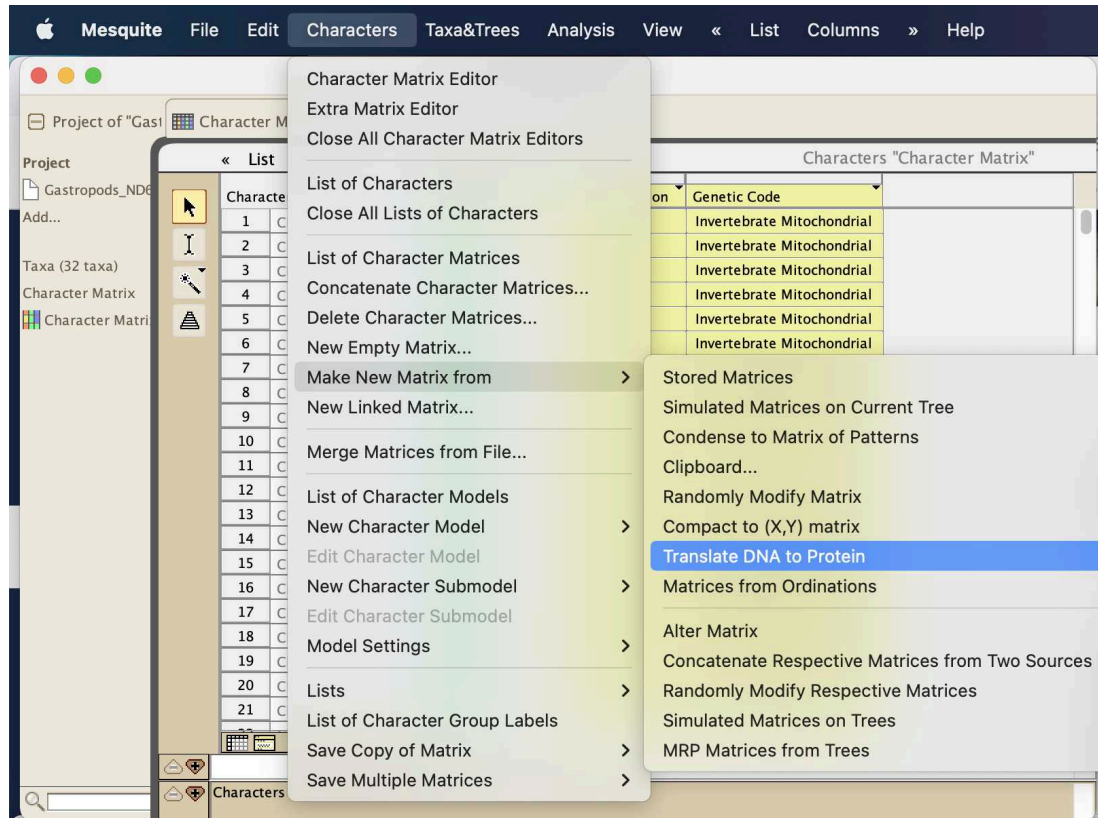 Mesquite File Edit Characters Taxa&Trees Analysis View « List Columns » Help
Project of "Gast
Character M
Project
Gastropods_ND6
Add...
Taxa (32 taxa)
Character Matrix
Character Matri
« List
Characters "Character Matrix"
Characte
on
Genetic Code
1 C Invertebrate Mitochondrial
2 C Invertebrate Mitochondrial
3 C Invertebrate Mitochondrial
4 C Invertebrate Mitochondrial
5 C Invertebrate Mitochondrial
6 C Invertebrate Mitochondrial
7 C
8 C
9 C
10 C
11 C
12 C
13 C
14 C
15 C
16 C
17 C
18 C
19 C
20 C
21 C
Characters
Character Matrix Editor
Extra Matrix Editor
Close All Character Matrix Editors
List of Characters
Close All Lists of Characters
List of Character Matrices
Concatenate Character Matrices...
Delete Character Matrices...
New Empty Matrix...
Make New Matrix from >
New Linked Matrix...
Merge Matrices from File...
List of Character Models
New Character Model >
Edit Character Model
New Character Submodel >
Edit Character Submodel
Model Settings >
Lists >
List of Character Group Labels
Save Copy of Matrix >
Save Multiple Matrices >
Stored Matrices
Simulated Matrices on Current Tree
Condense to Matrix of Patterns
Clipboard...
Randomly Modify Matrix
Compact to (X,Y) matrix
Translate DNA to Protein
Matrices from Ordinations
Alter Matrix
Concatenate Respective Matrices from Two Sources
Randomly Modify Respective Matrices
Simulated Matrices on Trees
MRP Matrices from Trees